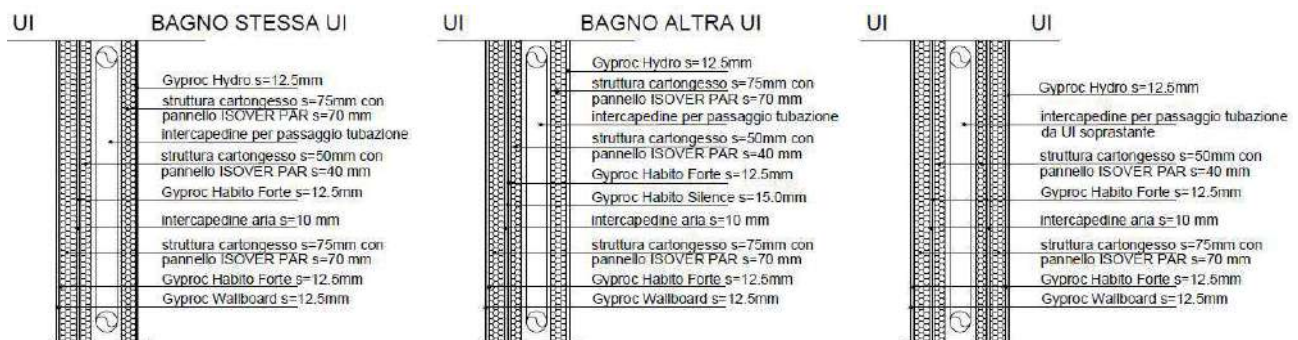 UI BAGNO STESSA UI
Gyproc Hydro s=12.5mm
struttura cartongesso s=75mm con
pannello ISOVER PAR s=70 mm
intercapedine per passaggio tubazione
struttura cartongesso s=50mm con
pannello ISOVER PAR s=40 mm
Gyproc Habito Forte s=12.5mm
intercapedine aria s=10 mm
struttura cartongesso s=75mm con
pannello ISOVER PAR s=70 mm
Gyproc Habito Forte s=12.5mm
Gyproc Wallboard s=12.5mm
UI BAGNO ALTRA UI
Gyproc Hydro s=12.5mm
struttura cartongesso s=75mm con
pannello ISOVER PAR s=70 mm
intercapedine per passaggio tubazione
struttura cartongesso s=50mm con
pannello ISOVER PAR s=40 mm
Gyproc Habito Forte s=12.5mm
Gyproc Habito Silence s=15.0mm
intercapedine aria s=10 mm
struttura cartongesso s=75mm con
pannello ISOVER PAR s=70 mm
Gyproc Habito Forte s=12.5mm
Gyproc Wallboard s=12.5mm
UI UI
Gyproc Hydro s=12.5mm
intercapedine per passaggio tubazione
da UI soprastante
struttura cartongesso s=50mm con
pannello ISOVER PAR s=40 mm
Gyproc Habito Forte s=12.5mm
intercapedine aria s=10 mm
struttura cartongesso s=75mm con
pannello ISOVER PAR s=70 mm
Gyproc Habito Forte s=12.5mm
Gyproc Wallboard s=12.5mm